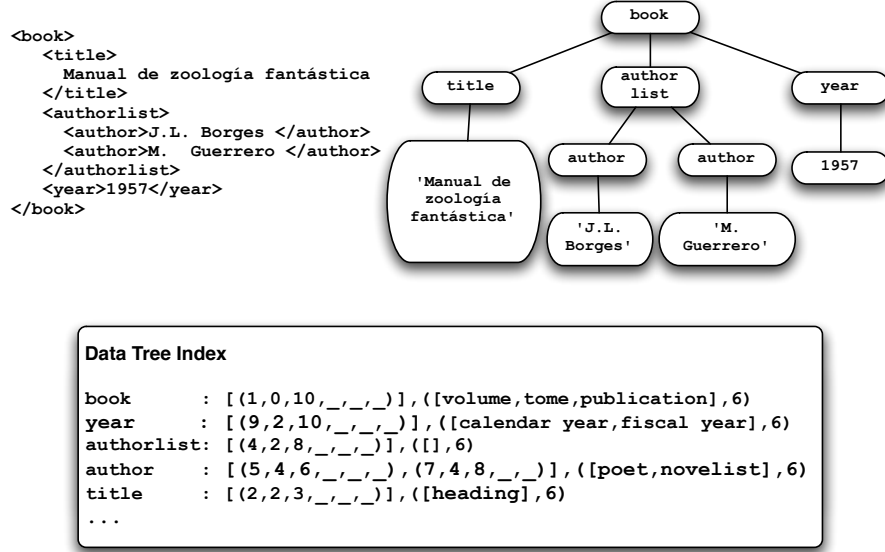 <book>
<title>
Manual de zoología fantástica
</title>
<authorlist>
<author>J.L. Borges </author>
<author>M.  Guerrero </author>
</authorlist>
<year>1957</year>
</book>
book
title
author
list
year
author
author
1957
'Manual de
zoología
fantástica'
'J.L.
Borges'
'M.
Guerrero'
Data Tree Index
book : [(1,0,10,_,_,_)],([volume,tome,publication],6)
year : [(9,2,10,_,_,_)],([calendar year,fiscal year],6)
authorlist: [(4,2,8,_,_,_)],([],6)
author : [(5,4,6,_,_,_),(7,4,8,_,_)],([poet,novelist],6)
title : [(2,2,3,_,_,_)],([heading],6)
...